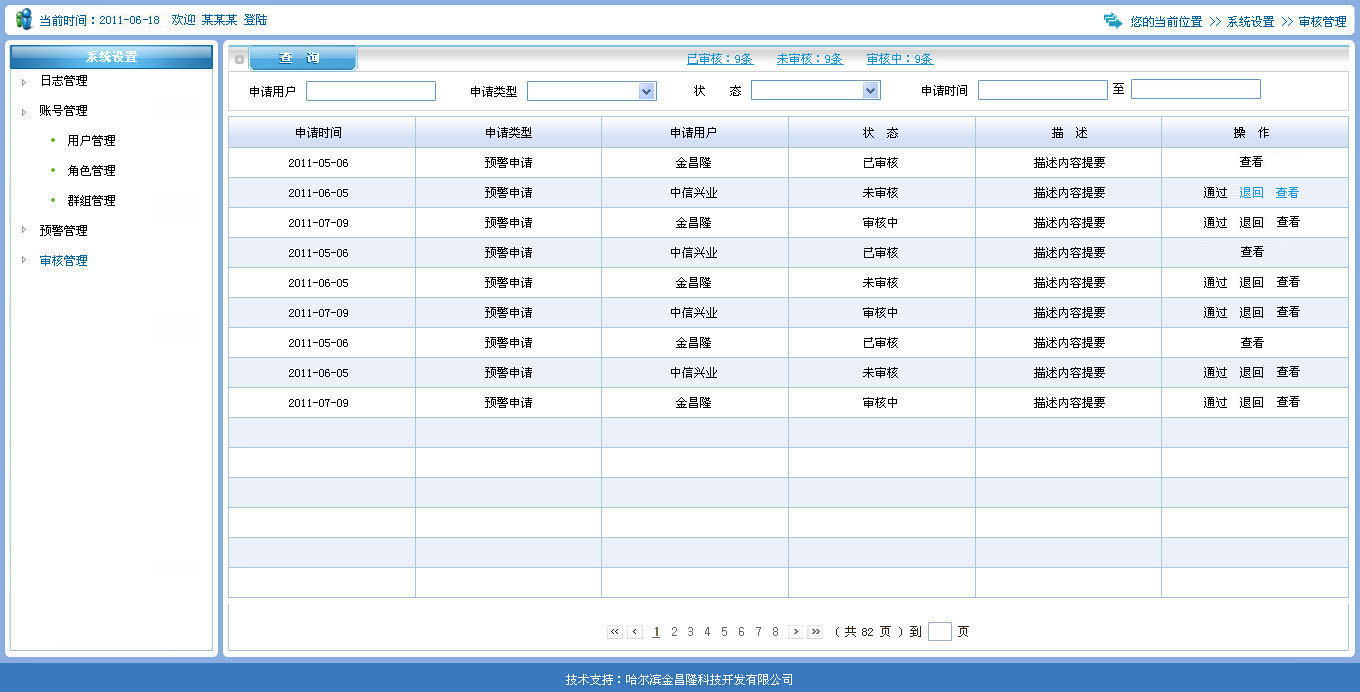 当前时间：2011-06-18 欢迎 某某某 登陆 您的当前位置 >> 系统设置 >> 审核管理
系统设置
日志管理
账号管理
用户管理
角色管理
群组管理
预警管理
审核管理
查 询 已审核：9条 未审核：9条 审核中：9条
申请用户 申请类型 状 态 申请时间 至
申请时间 申请类型 申请用户 状 态 描 述 操 作
2011-05-06 预警申请 金昌隆 已审核 描述内容提要 查看
2011-06-05 预警申请 中信兴业 未审核 描述内容提要 通过 退回 查看
2011-07-09 预警申请 金昌隆 审核中 描述内容提要 通过 退回 查看
2011-05-06 预警申请 中信兴业 已审核 描述内容提要 查看
2011-06-05 预警申请 金昌隆 未审核 描述内容提要 通过 退回 查看
2011-07-09 预警申请 中信兴业 审核中 描述内容提要 通过 退回 查看
2011-05-06 预警申请 金昌隆 已审核 描述内容提要 查看
2011-06-05 预警申请 中信兴业 未审核 描述内容提要 通过 退回 查看
2011-07-09 预警申请 金昌隆 审核中 描述内容提要 通过 退回 查看
<< < 1 2 3 4 5 6 7 8 > >> （ 共 82 页 ）到 页
技术支持：哈尔滨金昌隆科技开发有限公司